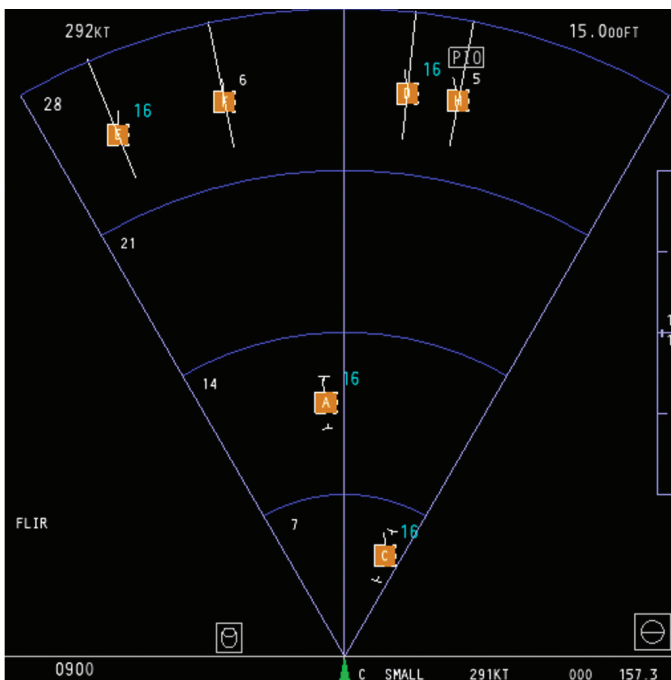 292KT
15.000FT
PIO
16
6
5
28
F
D
H
16
E
21
14
16
A
7
16
C
FLIR
0900
C SMALL 291KT 000 157.3